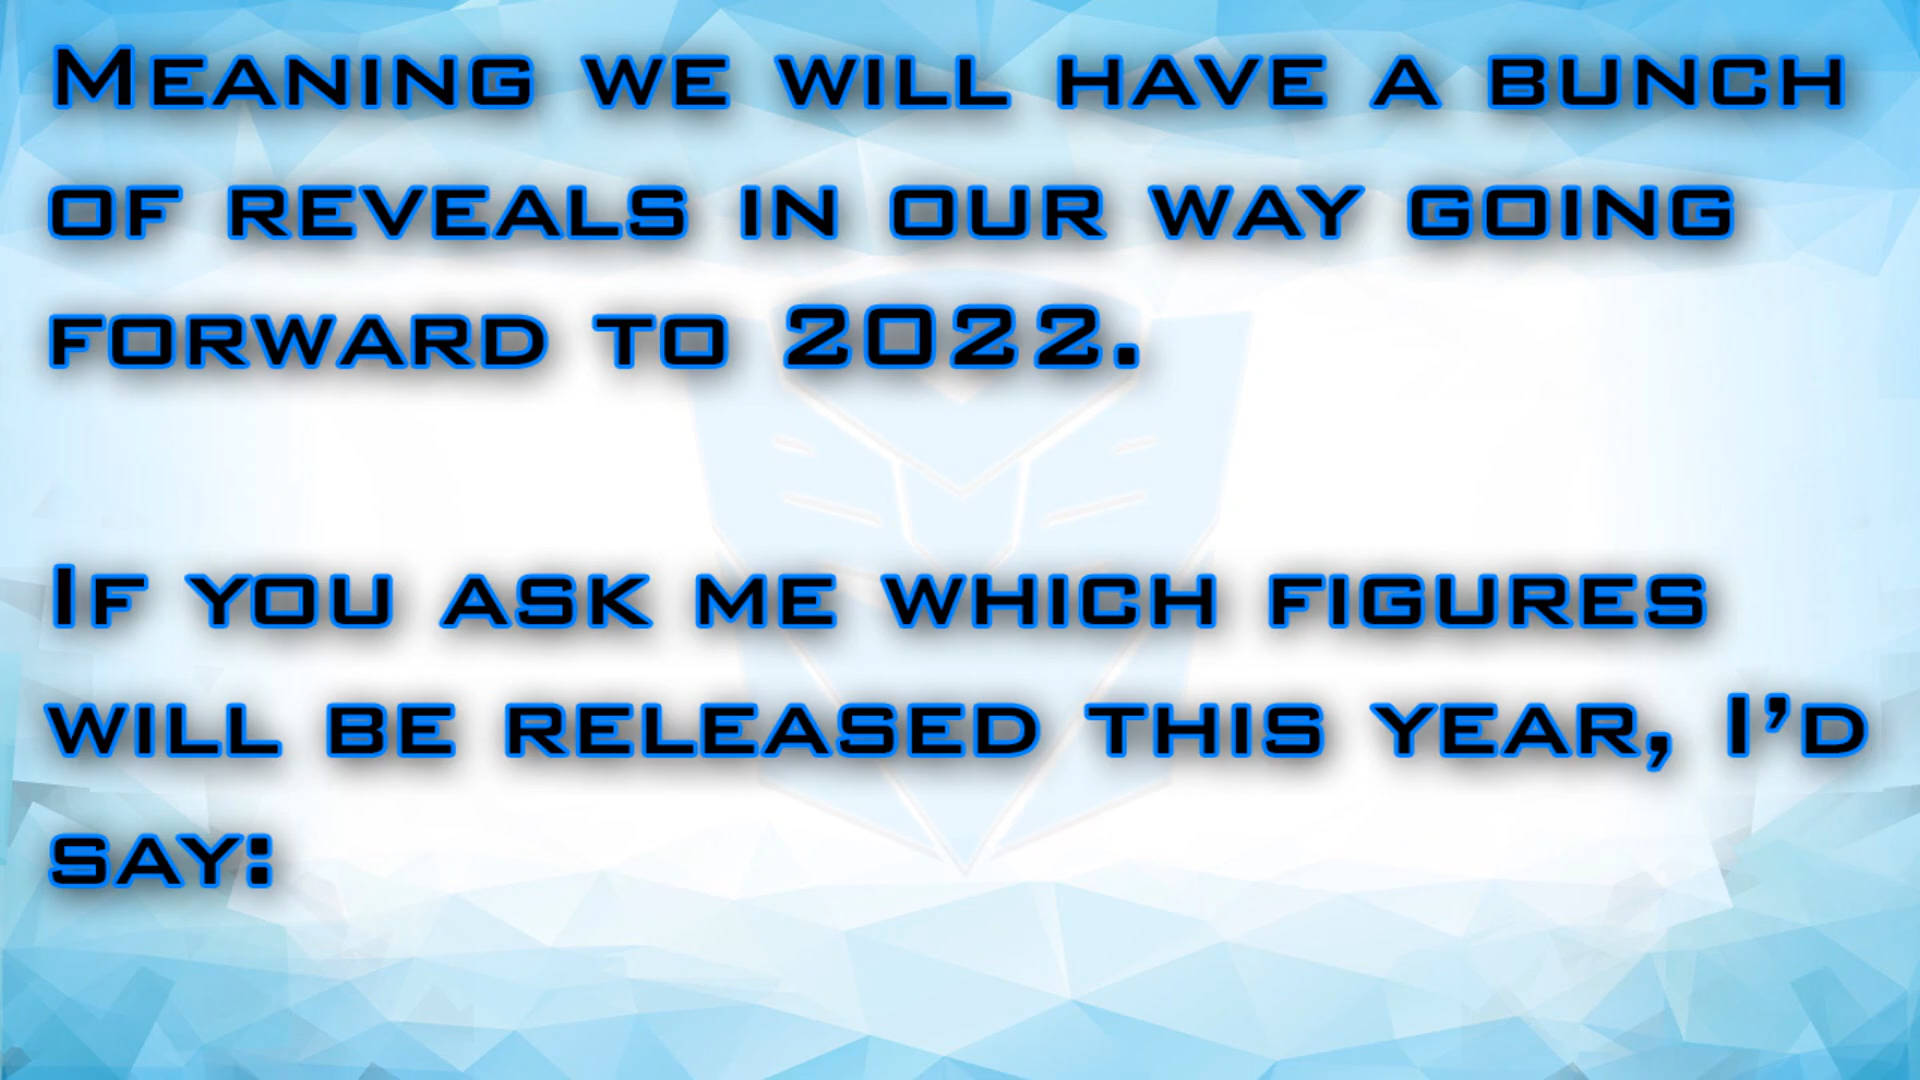 Meaning we will have a bunch
of reveals in our way going
forward to 2022.
If you ask me which figures
will be released this year, I’d
say: